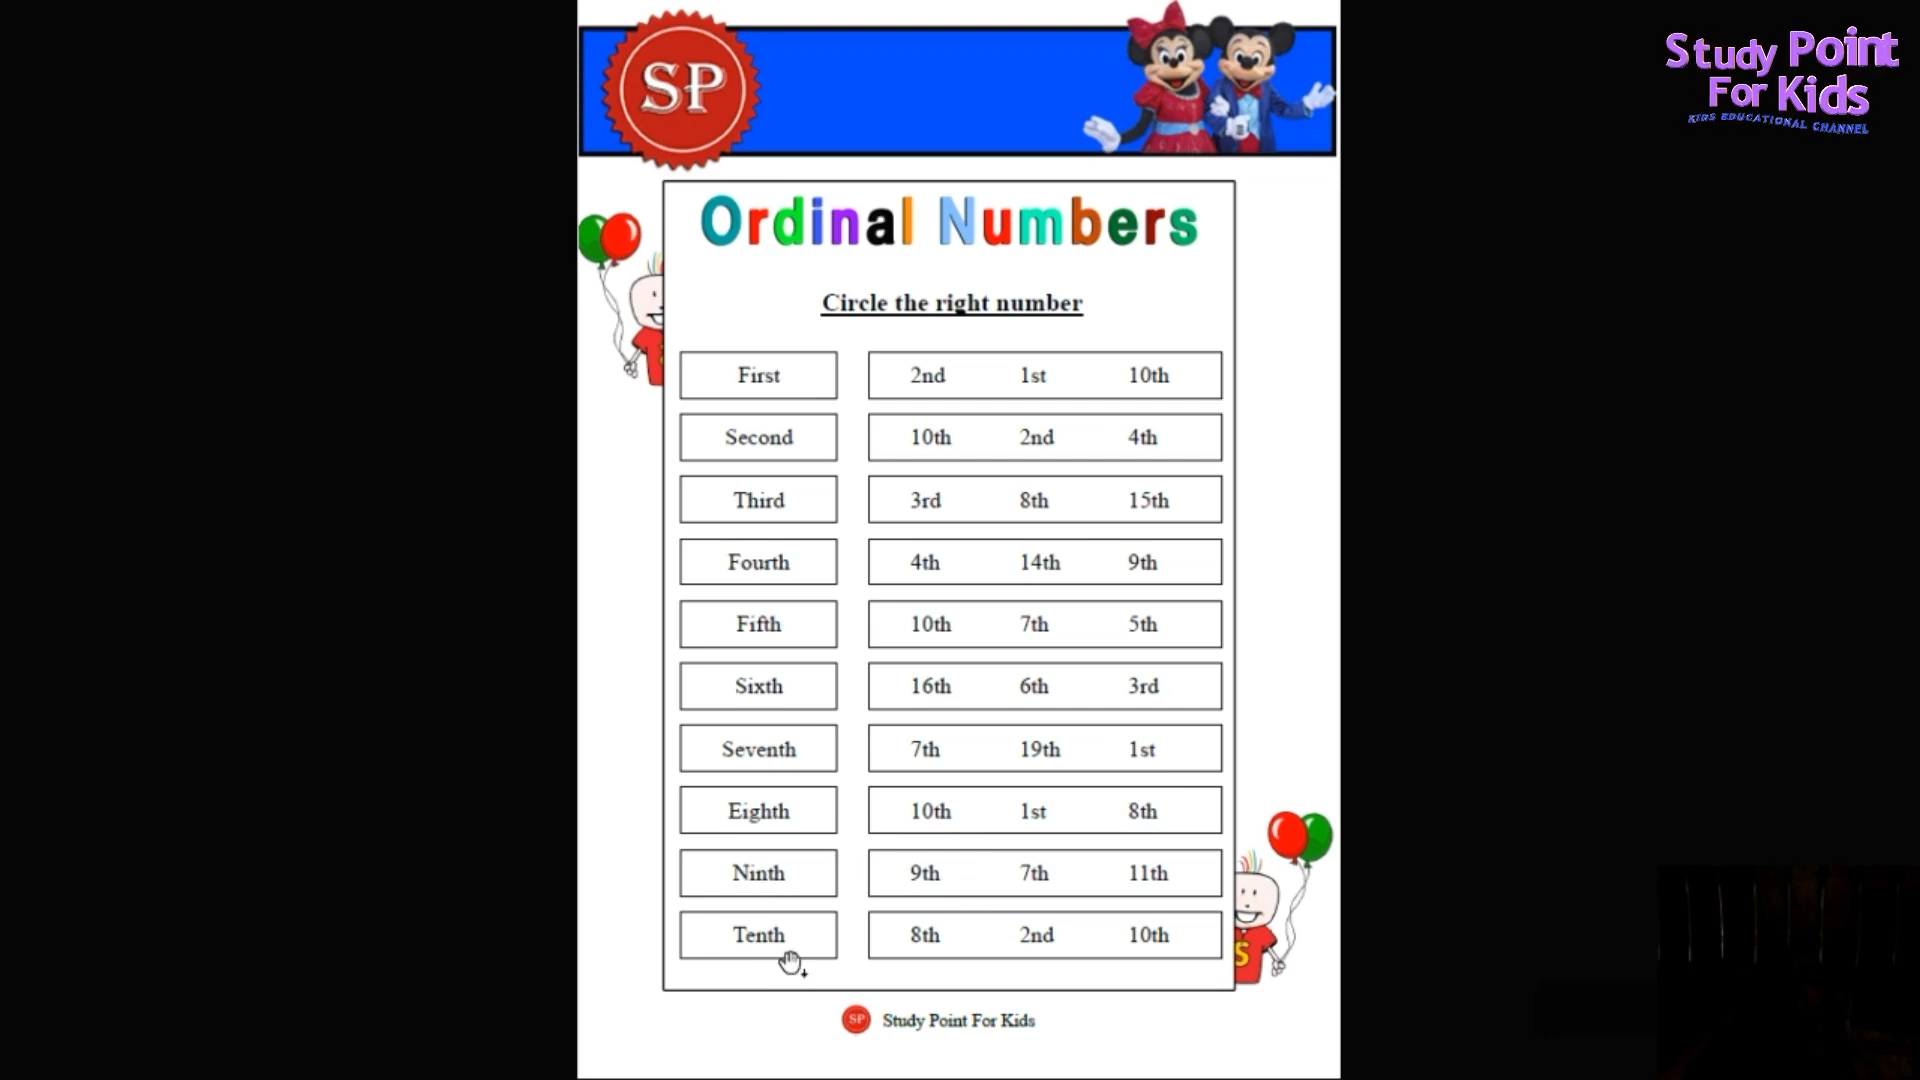 Study Point
For Kids
KIDS EDUCATIONAL CHANNEL
SP
Ordinal Numbers
Circle the right number
First 2nd 1st 10th
Second 10th 2nd 4th
Third 3rd 8th 15th
Fourth 4th 14th 9th
Fifth 10th 7th 5th
Sixth 16th 6th 3rd
Seventh 7th 19th 1st
Eighth 10th 1st 8th
Ninth 9th 7th 11th
Tenth 8th 2nd 10th
S
SP Study Point For Kids